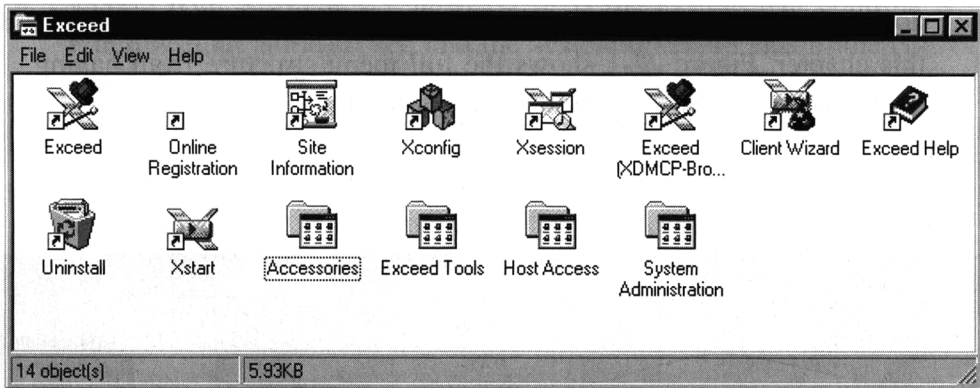 Exceed
File Edit View Help
Exceed
Online
Registration
Site
Information
Xconfig
Xsession
Exceed
(XDMCP-Bro...
Client Wizard
Exceed Help
Uninstall
Xstart
Accessories
Exceed Tools
Host Access
System
Administration
14 object(s)
5.93KB